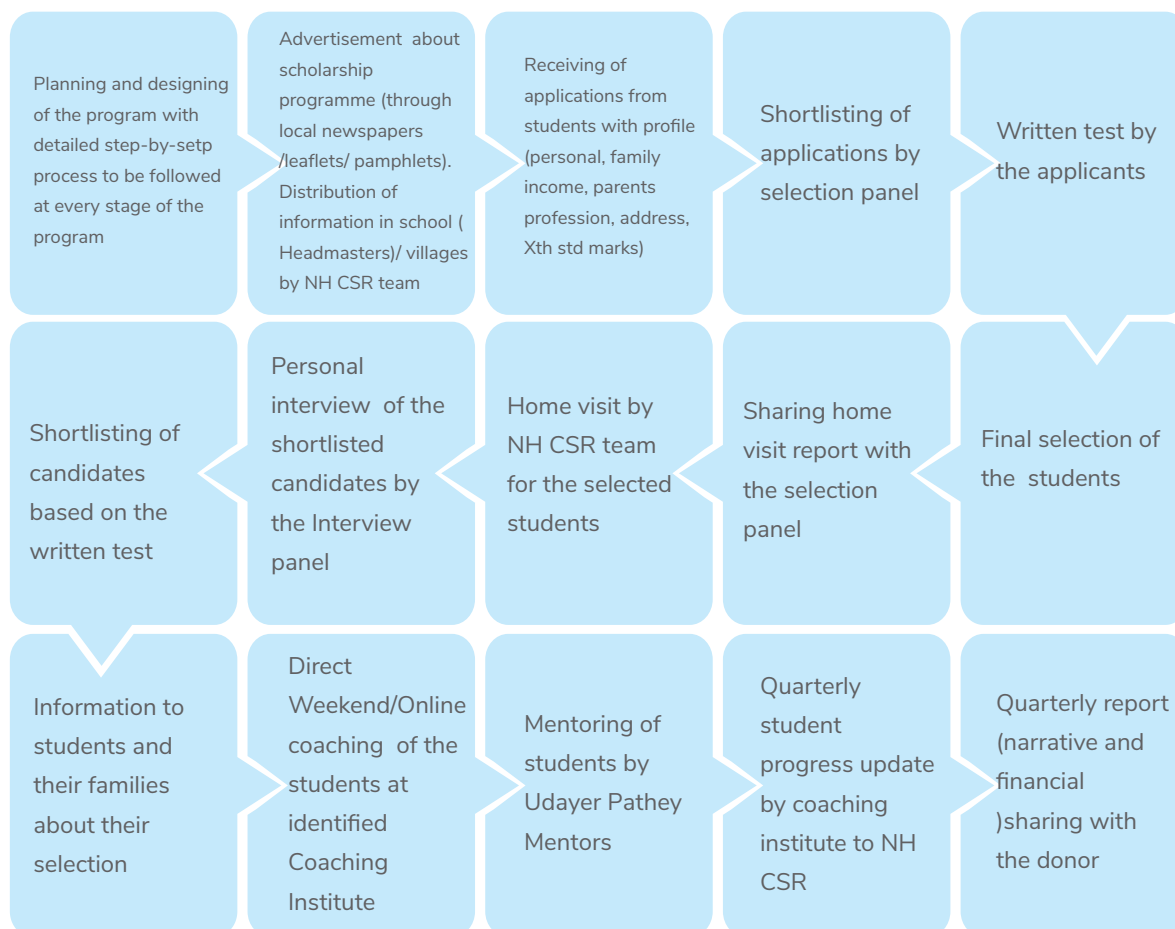 Planning and designing
of the program with
detailed step-by-setp
process to be followed
at every stage of the
program
Advertisement about
scholarship
programme (through
local newspapers
/leaflets/ pamphlets).
Distribution of
information in school (
Headmasters)/ villages
by NH CSR team
Receiving of
applications from
students with profile
(personal, family
income, parents
profession, address,
Xth std marks)
Shortlisting of
applications by
selection panel
Written test by
the applicants
Shortlisting of
candidates
based on the
written test
Personal
interview of the
shortlisted
candidates by
the Interview
panel
Home visit by
NH CSR team
for the selected
students
Sharing home
visit report with
the selection
panel
Final selection of
the students
Information to
students and
their families
about their
selection
Direct
Weekend/Online
coaching of the
students at
identified
Coaching
Institute
Mentoring of
students by
Udayer Pathey
Mentors
Quarterly
student
progress update
by coaching
institute to NH
CSR
Quarterly report
(narrative and
financial
)sharing with
the donor